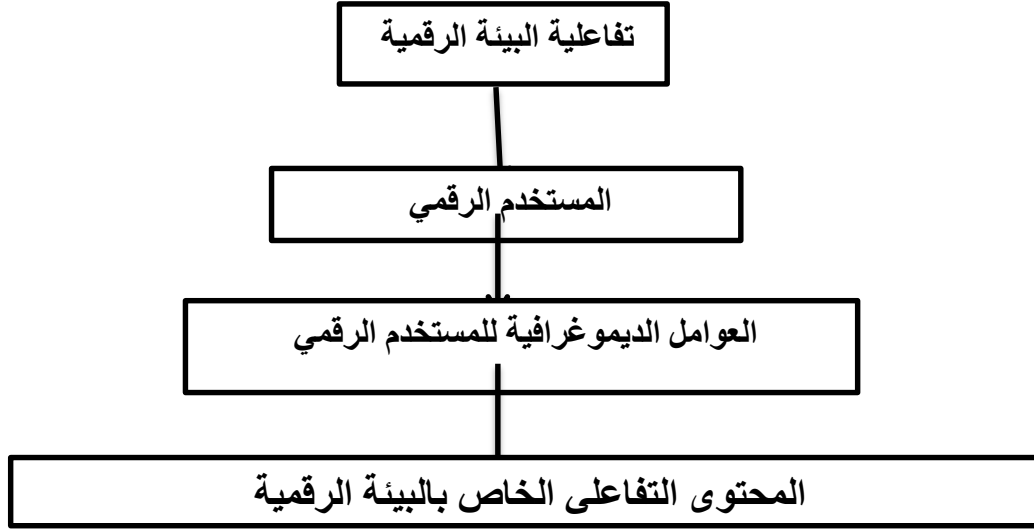 تفاعلية البيئة الرقمية
المستخدم الرقمي
العوامل الديموغرافية للمستخدم الرقمي
المحتوى التفاعلى الخاص بالبيئة الرقمية